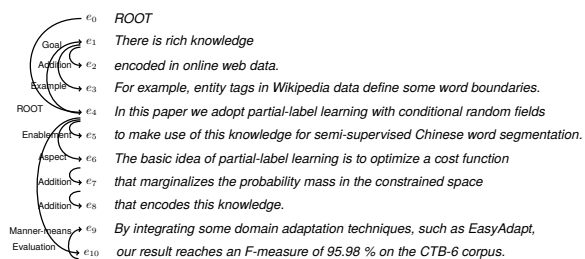 e0 ROOT
Goal e1 There is rich knowledge
Addition e2 encoded in online web data.
Example e3 For example, entity tags in Wikipedia data define some word boundaries.
ROOT e4 In this paper we adopt partial-label learning with conditional random fields
Enablement e5 to make use of this knowledge for semi-supervised Chinese word segmentation.
Aspect e6 The basic idea of partial-label learning is to optimize a cost function
Addition e7 that marginalizes the probability mass in the constrained space
Addition e8 that encodes this knowledge.
Manner-means e9 By integrating some domain adaptation techniques, such as EasyAdapt,
Evaluation e10 our result reaches an F-measure of 95.98 % on the CTB-6 corpus.